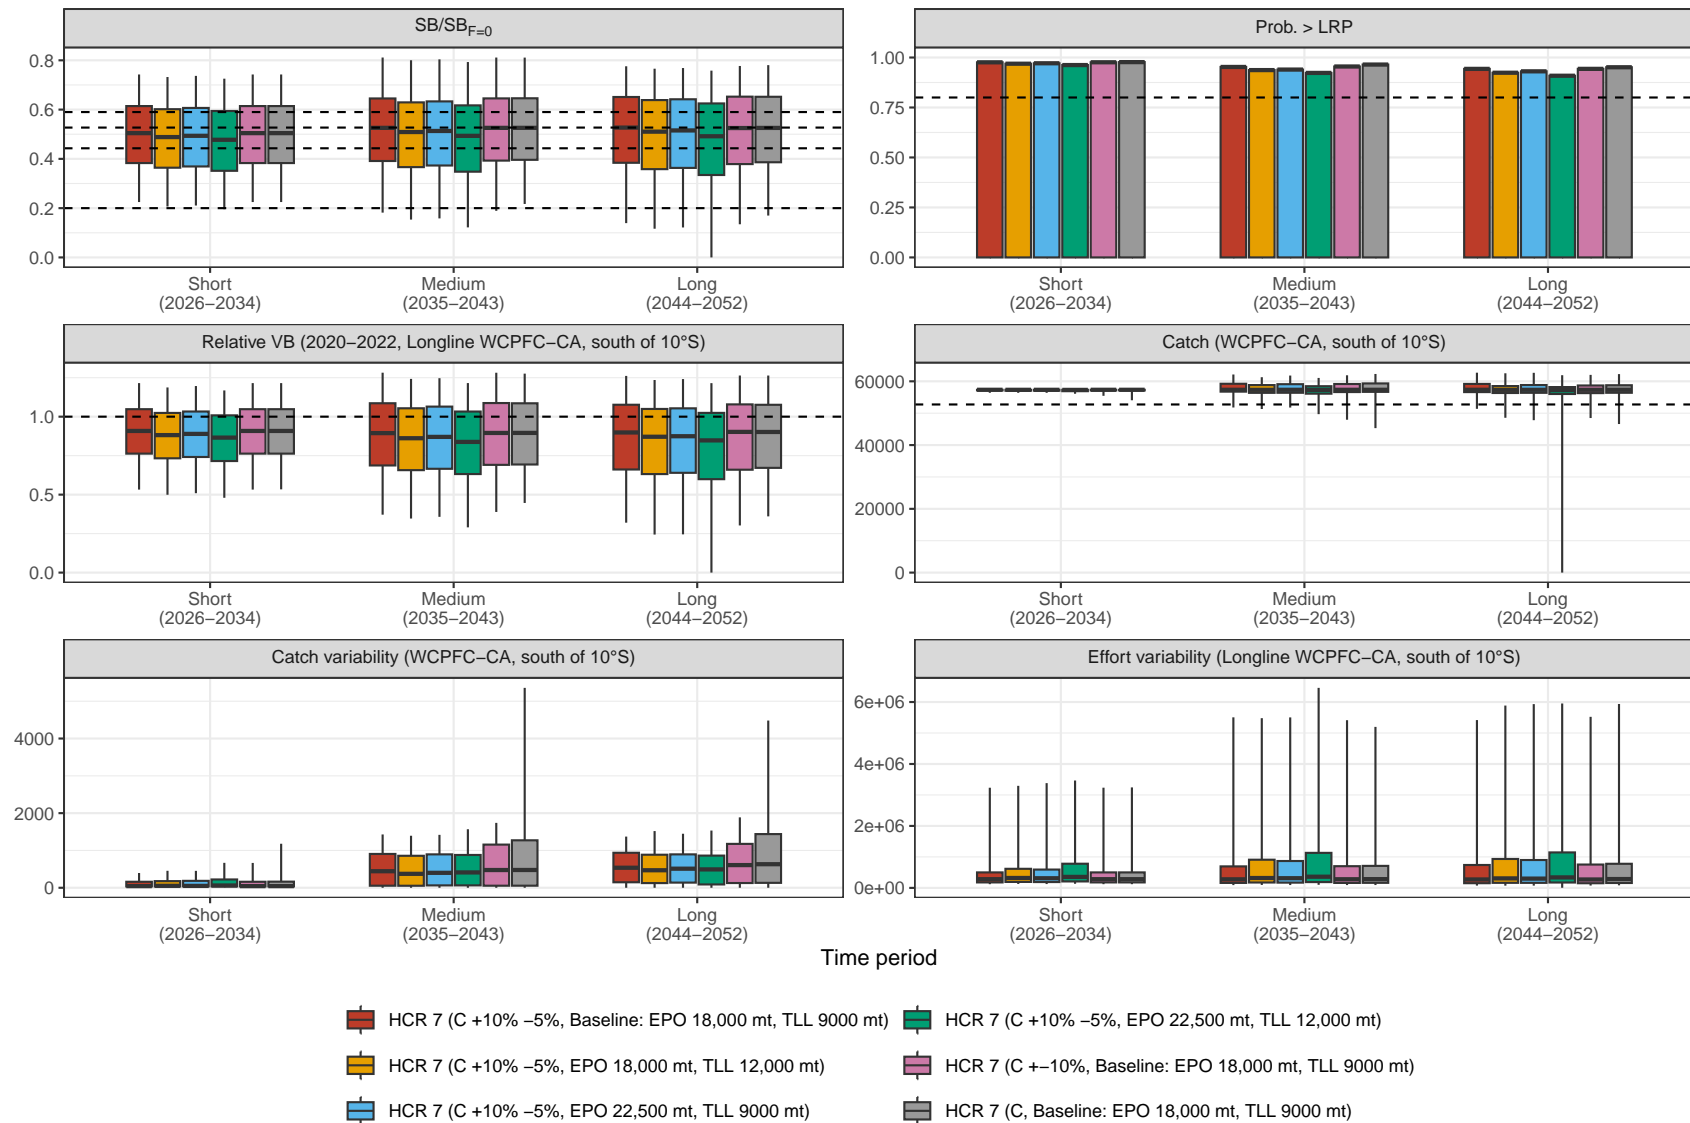 SB/SBF=0
Prob. > LRP
0.8
0.6
0.4
0.2
0.0
1.00
0.75
0.50
0.25
0.00
Short
(2026−2034)
Medium
(2035−2043)
Long
(2044−2052)
Short
(2026−2034)
Medium
(2035−2043)
Long
(2044−2052)
Relative VB (2020−2022, Longline WCPFC−CA, south of 10°S)
Catch (WCPFC−CA, south of 10°S)
1.0
0.5
0.0
60000
40000
20000
0
Short
(2026−2034)
Medium
(2035−2043)
Long
(2044−2052)
Short
(2026−2034)
Medium
(2035−2043)
Long
(2044−2052)
Catch variability (WCPFC−CA, south of 10°S)
Effort variability (Longline WCPFC−CA, south of 10°S)
4000
2000
0
6e+06
4e+06
2e+06
0e+00
Short
(2026−2034)
Medium
(2035−2043)
Long
(2044−2052)
Short
(2026−2034)
Medium
(2035−2043)
Long
(2044−2052)
Time period
HCR 7 (C +10% −5%, Baseline: EPO 18,000 mt, TLL 9000 mt)
HCR 7 (C +10% −5%, EPO 18,000 mt, TLL 12,000 mt)
HCR 7 (C +10% −5%, EPO 22,500 mt, TLL 9000 mt)
HCR 7 (C +10% −5%, EPO 22,500 mt, TLL 12,000 mt)
HCR 7 (C +−10%, Baseline: EPO 18,000 mt, TLL 9000 mt)
HCR 7 (C, Baseline: EPO 18,000 mt, TLL 9000 mt)